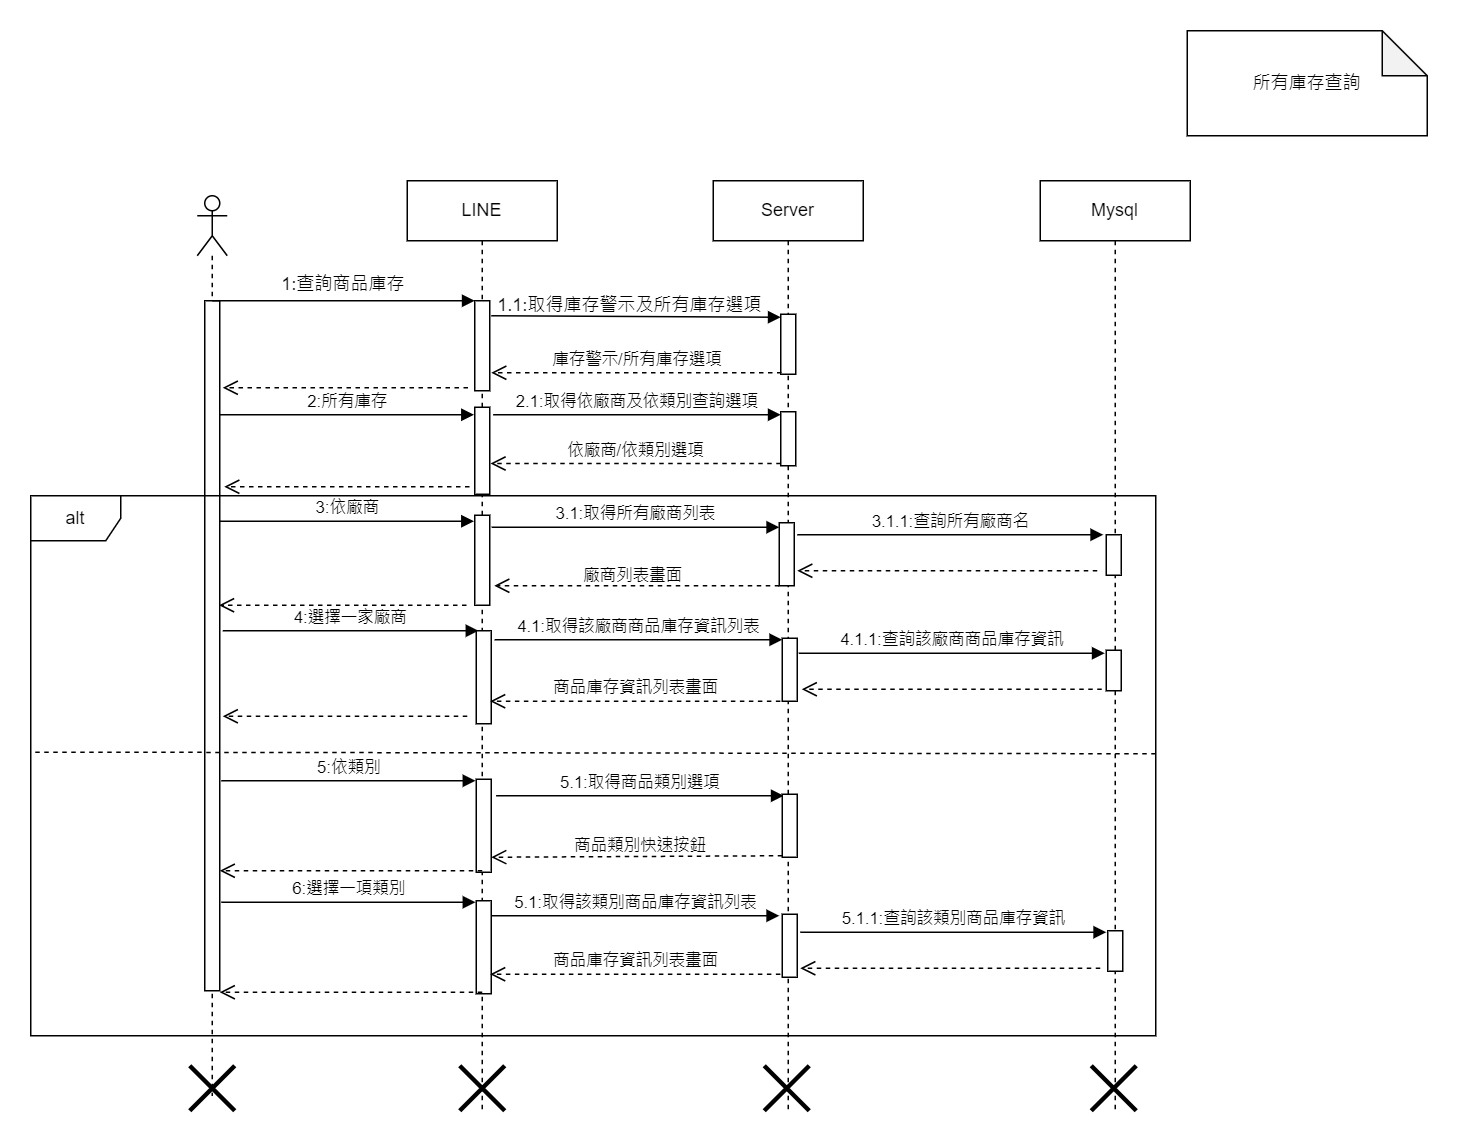 所有庫存查詢
LINE
Server
Mysql
1:查詢商品庫存
1.1:取得庫存警示及所有庫存選項
庫存警示/所有庫存選項
2:所有庫存
2.1:取得依廠商及依類別查詢選項
依廠商/依類別選項
alt
3:依廠商
3.1:取得所有廠商列表
3.1.1:查詢所有廠商名
廠商列表畫面
4:選擇一家廠商
4.1:取得該廠商商品庫存資訊列表
4.1.1:查詢該廠商商品庫存資訊
商品庫存資訊列表畫面
5:依類別
5.1:取得商品類別選項
商品類別快速按鈕
6:選擇一項類別
5.1:取得該類別商品庫存資訊列表
5.1.1:查詢該類別商品庫存資訊
商品庫存資訊列表畫面